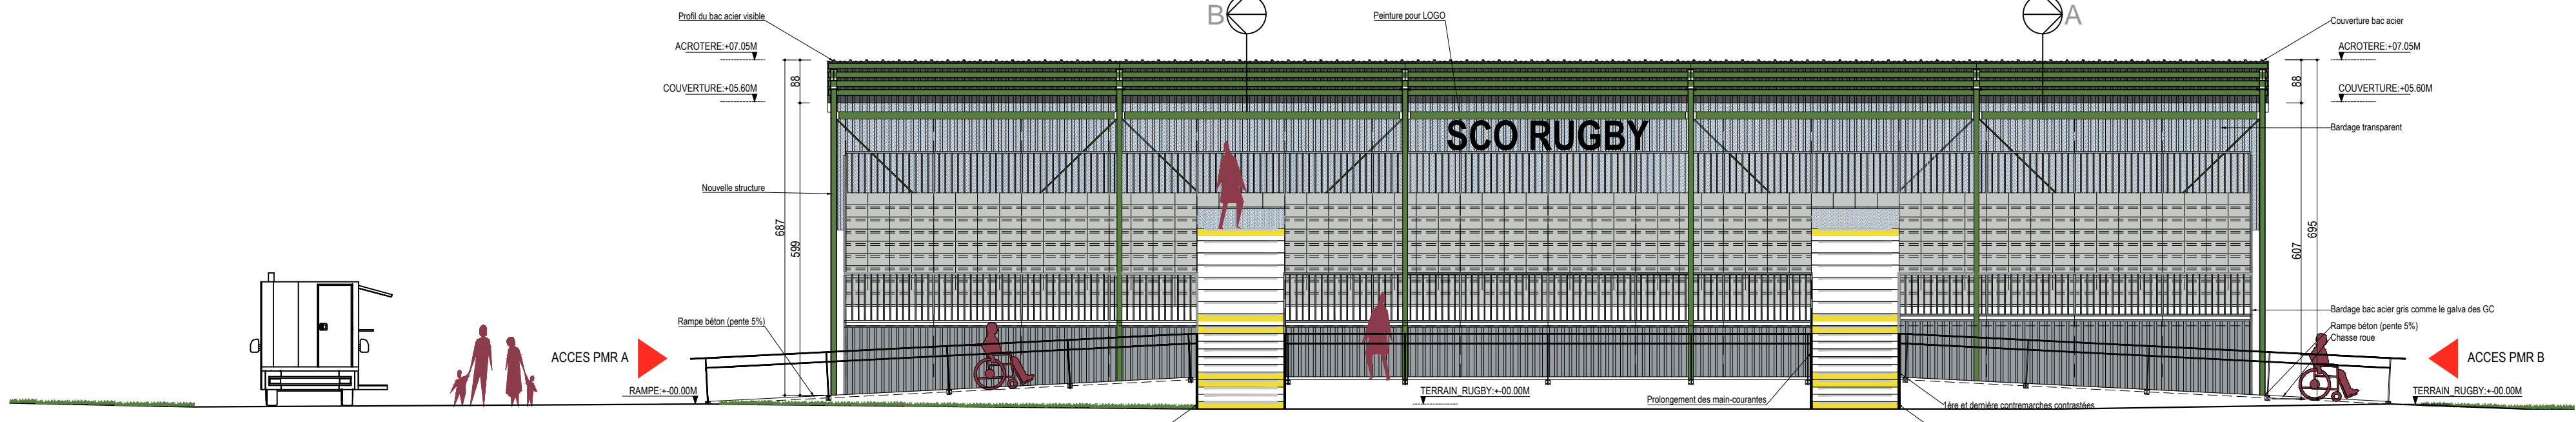 B
A
Profil du bac acier visible
Peinture pour LOGO
Couverture bac acier
ACROTERE:+07.05M
ACROTERE:+07.05M
88
88
COUVERTURE:+05.60M
COUVERTURE:+05.60M
SCO RUGBY
Bardage transparent
Nouvelle structure
687
599
695
607
Bardage bac acier gris comme le galva des GC
Rampe béton (pente 5%)
Rampe béton (pente 5%)
Chasse roue
ACCES PMR A
ACCES PMR B
RAMPE:+-00.00M
TERRAIN_RUGBY:+-00.00M
TERRAIN_RUGBY:+-00.00M
Prolongement des main-courantes
1ère et dernière contremarches contrastées